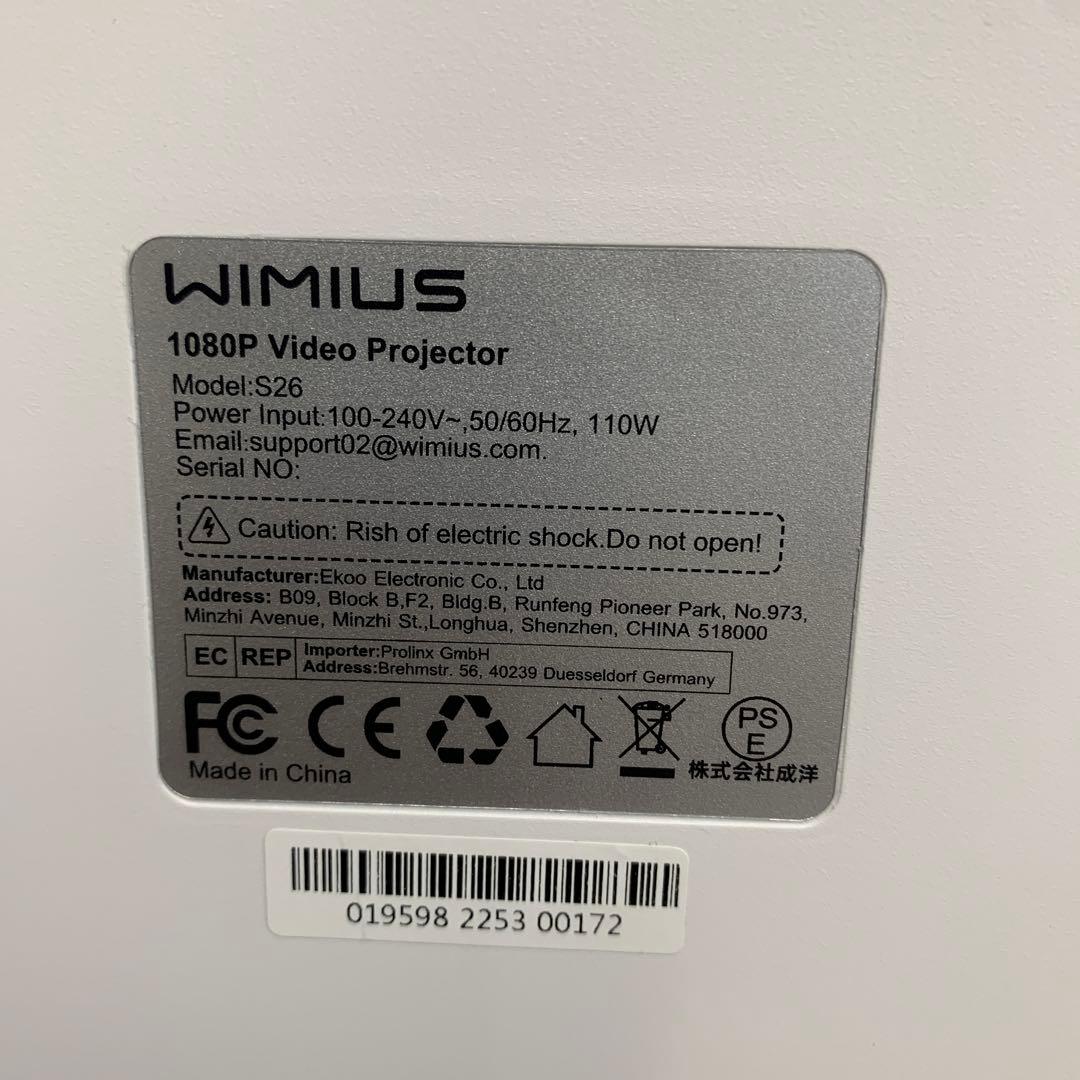 WIMIUS
1080P Video Projector
Model:S26
Power Input:100-240V~,50/60Hz, 110W
Email:support02@wimius.com.
Serial NO:
Caution: Rish of electric shock.Do not open!
Manufacturer:Ekoo Electronic Co., Ltd
Address: B09, Block B,F2, Bldg.B, Runfeng Pioneer Park, No.973,
Minzhi Avenue, Minzhi St.,Longhua, Shenzhen, CHINA 518000
EC REP
Importer:Prolinx GmbH
Address:Brehmstr. 56, 40239 Duesseldorf Germany
FC CE
PS
E
Made in China
株式会社成洋
019598 2253 00172